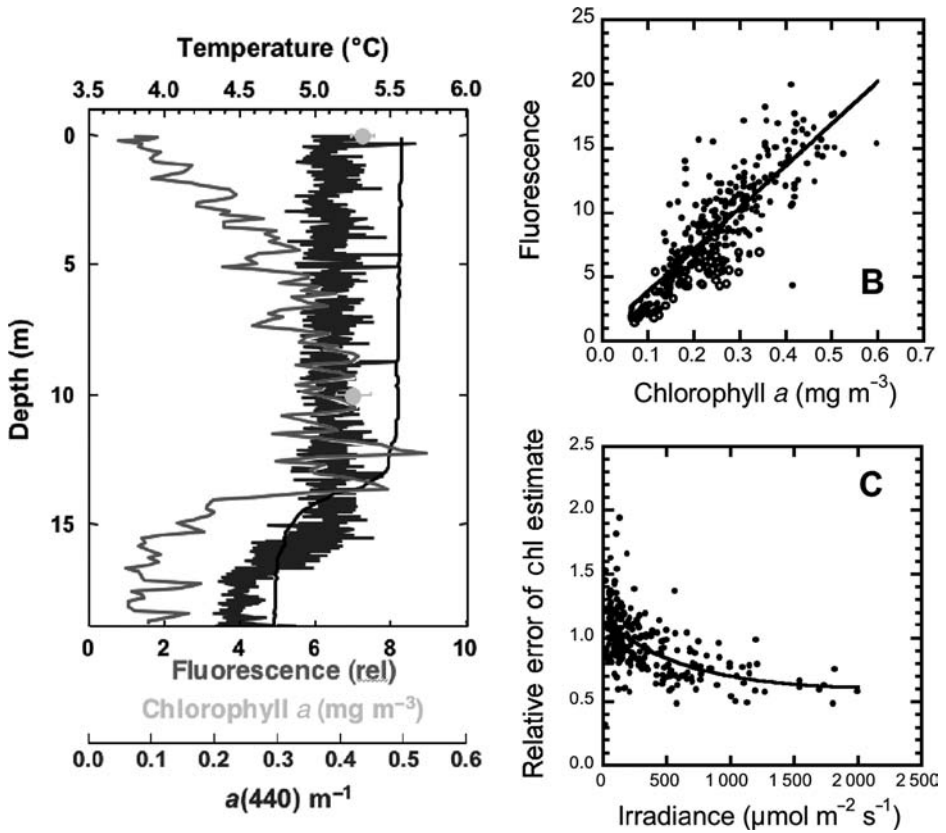 Temperature (°C)
3.5 4.0 4.5 5.0 5.5 6.0
Depth (m)
0
5
10
15
0 2 4 6 8 10
Fluorescence (rel)
Chlorophyll a (mg m⁻³)
0.0 0.1 0.2 0.3 0.4 0.5 0.6
a(440) m⁻¹
Fluorescence
25
20
15
10
5
0
B
0.0 0.1 0.2 0.3 0.4 0.5 0.6 0.7
Chlorophyll a (mg m⁻³)
Relative error of chl estimate
2.5
2.0
1.5
1.0
0.5
0.0
C
0 500 1 000 1 500 2 000 2 500
Irradiance (µmol m⁻² s⁻¹)